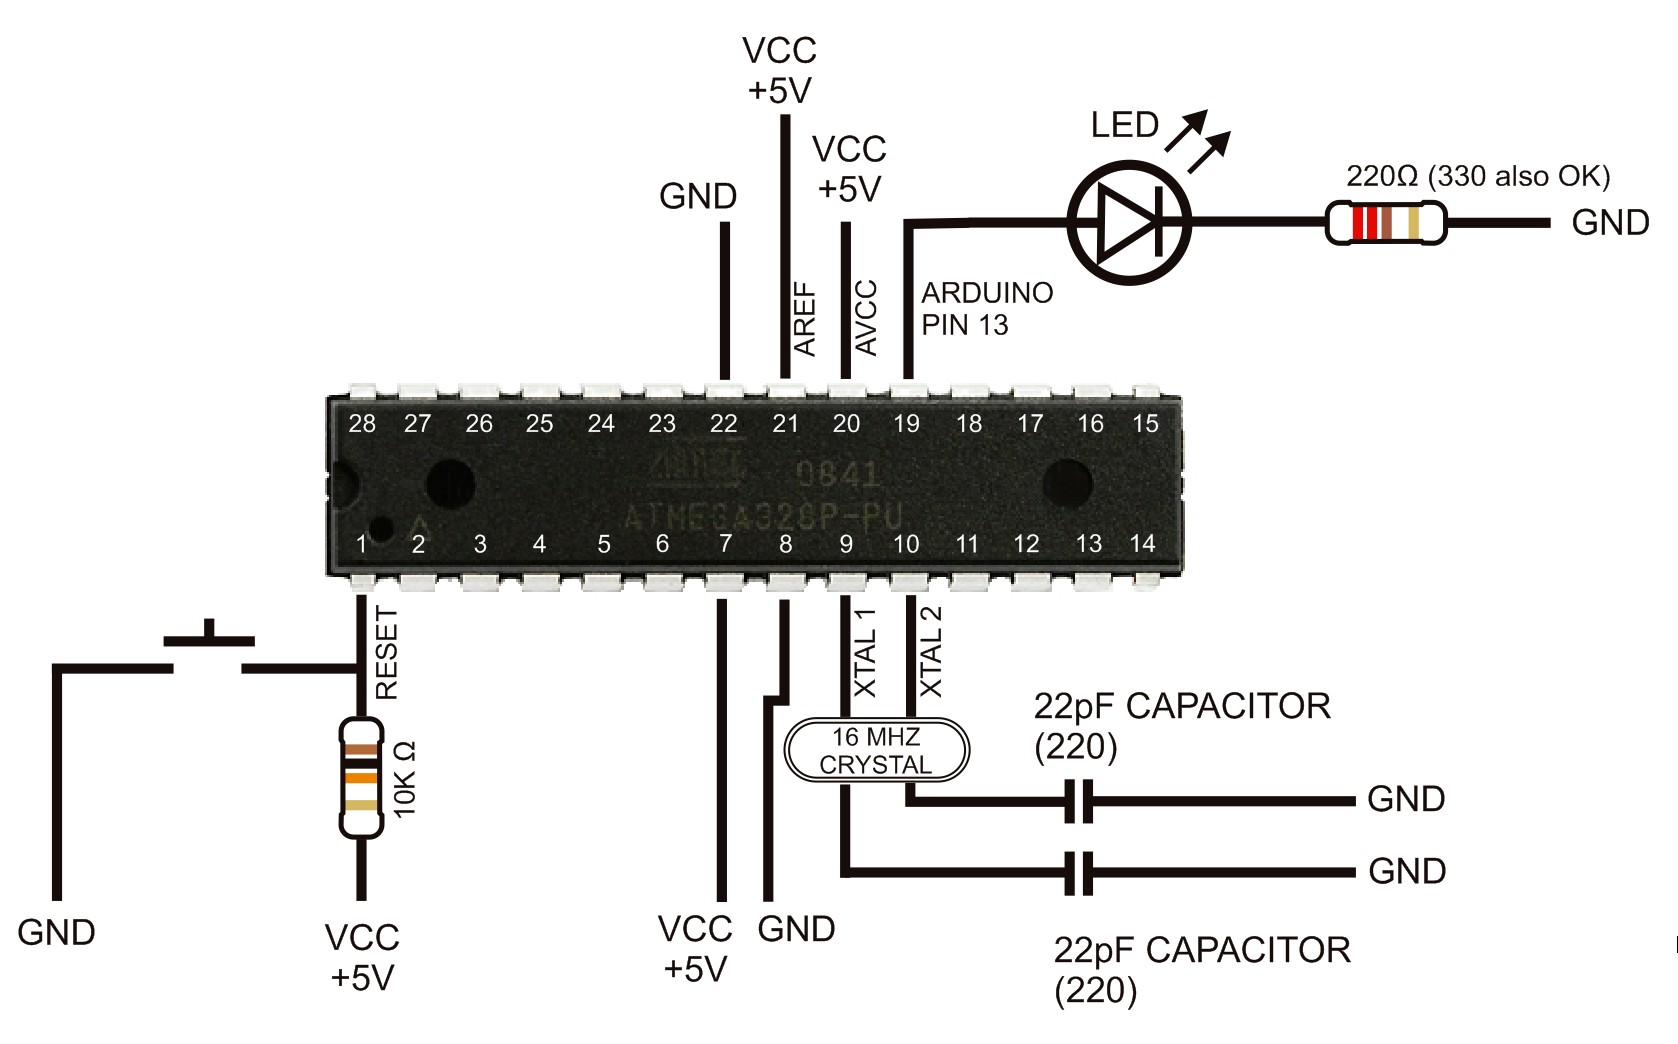 VCC
+5V
VCC
+5V
GND
LED
220Ω (330 also OK)
GND
AREF
AVCC
ARDUINO
PIN 13
28 27 26 25 24 23 22 21 20 19 18 17 16 15
ATMEL 0841
ATMEGA328P-PU
1 2 3 4 5 6 7 8 9 10 11 12 13 14
RESET
XTAL 1
XTAL 2
10K Ω
16 MHZ
CRYSTAL
22pF CAPACITOR
(220)
GND
GND
22pF CAPACITOR
(220)
GND
VCC
+5V
VCC
+5V
GND